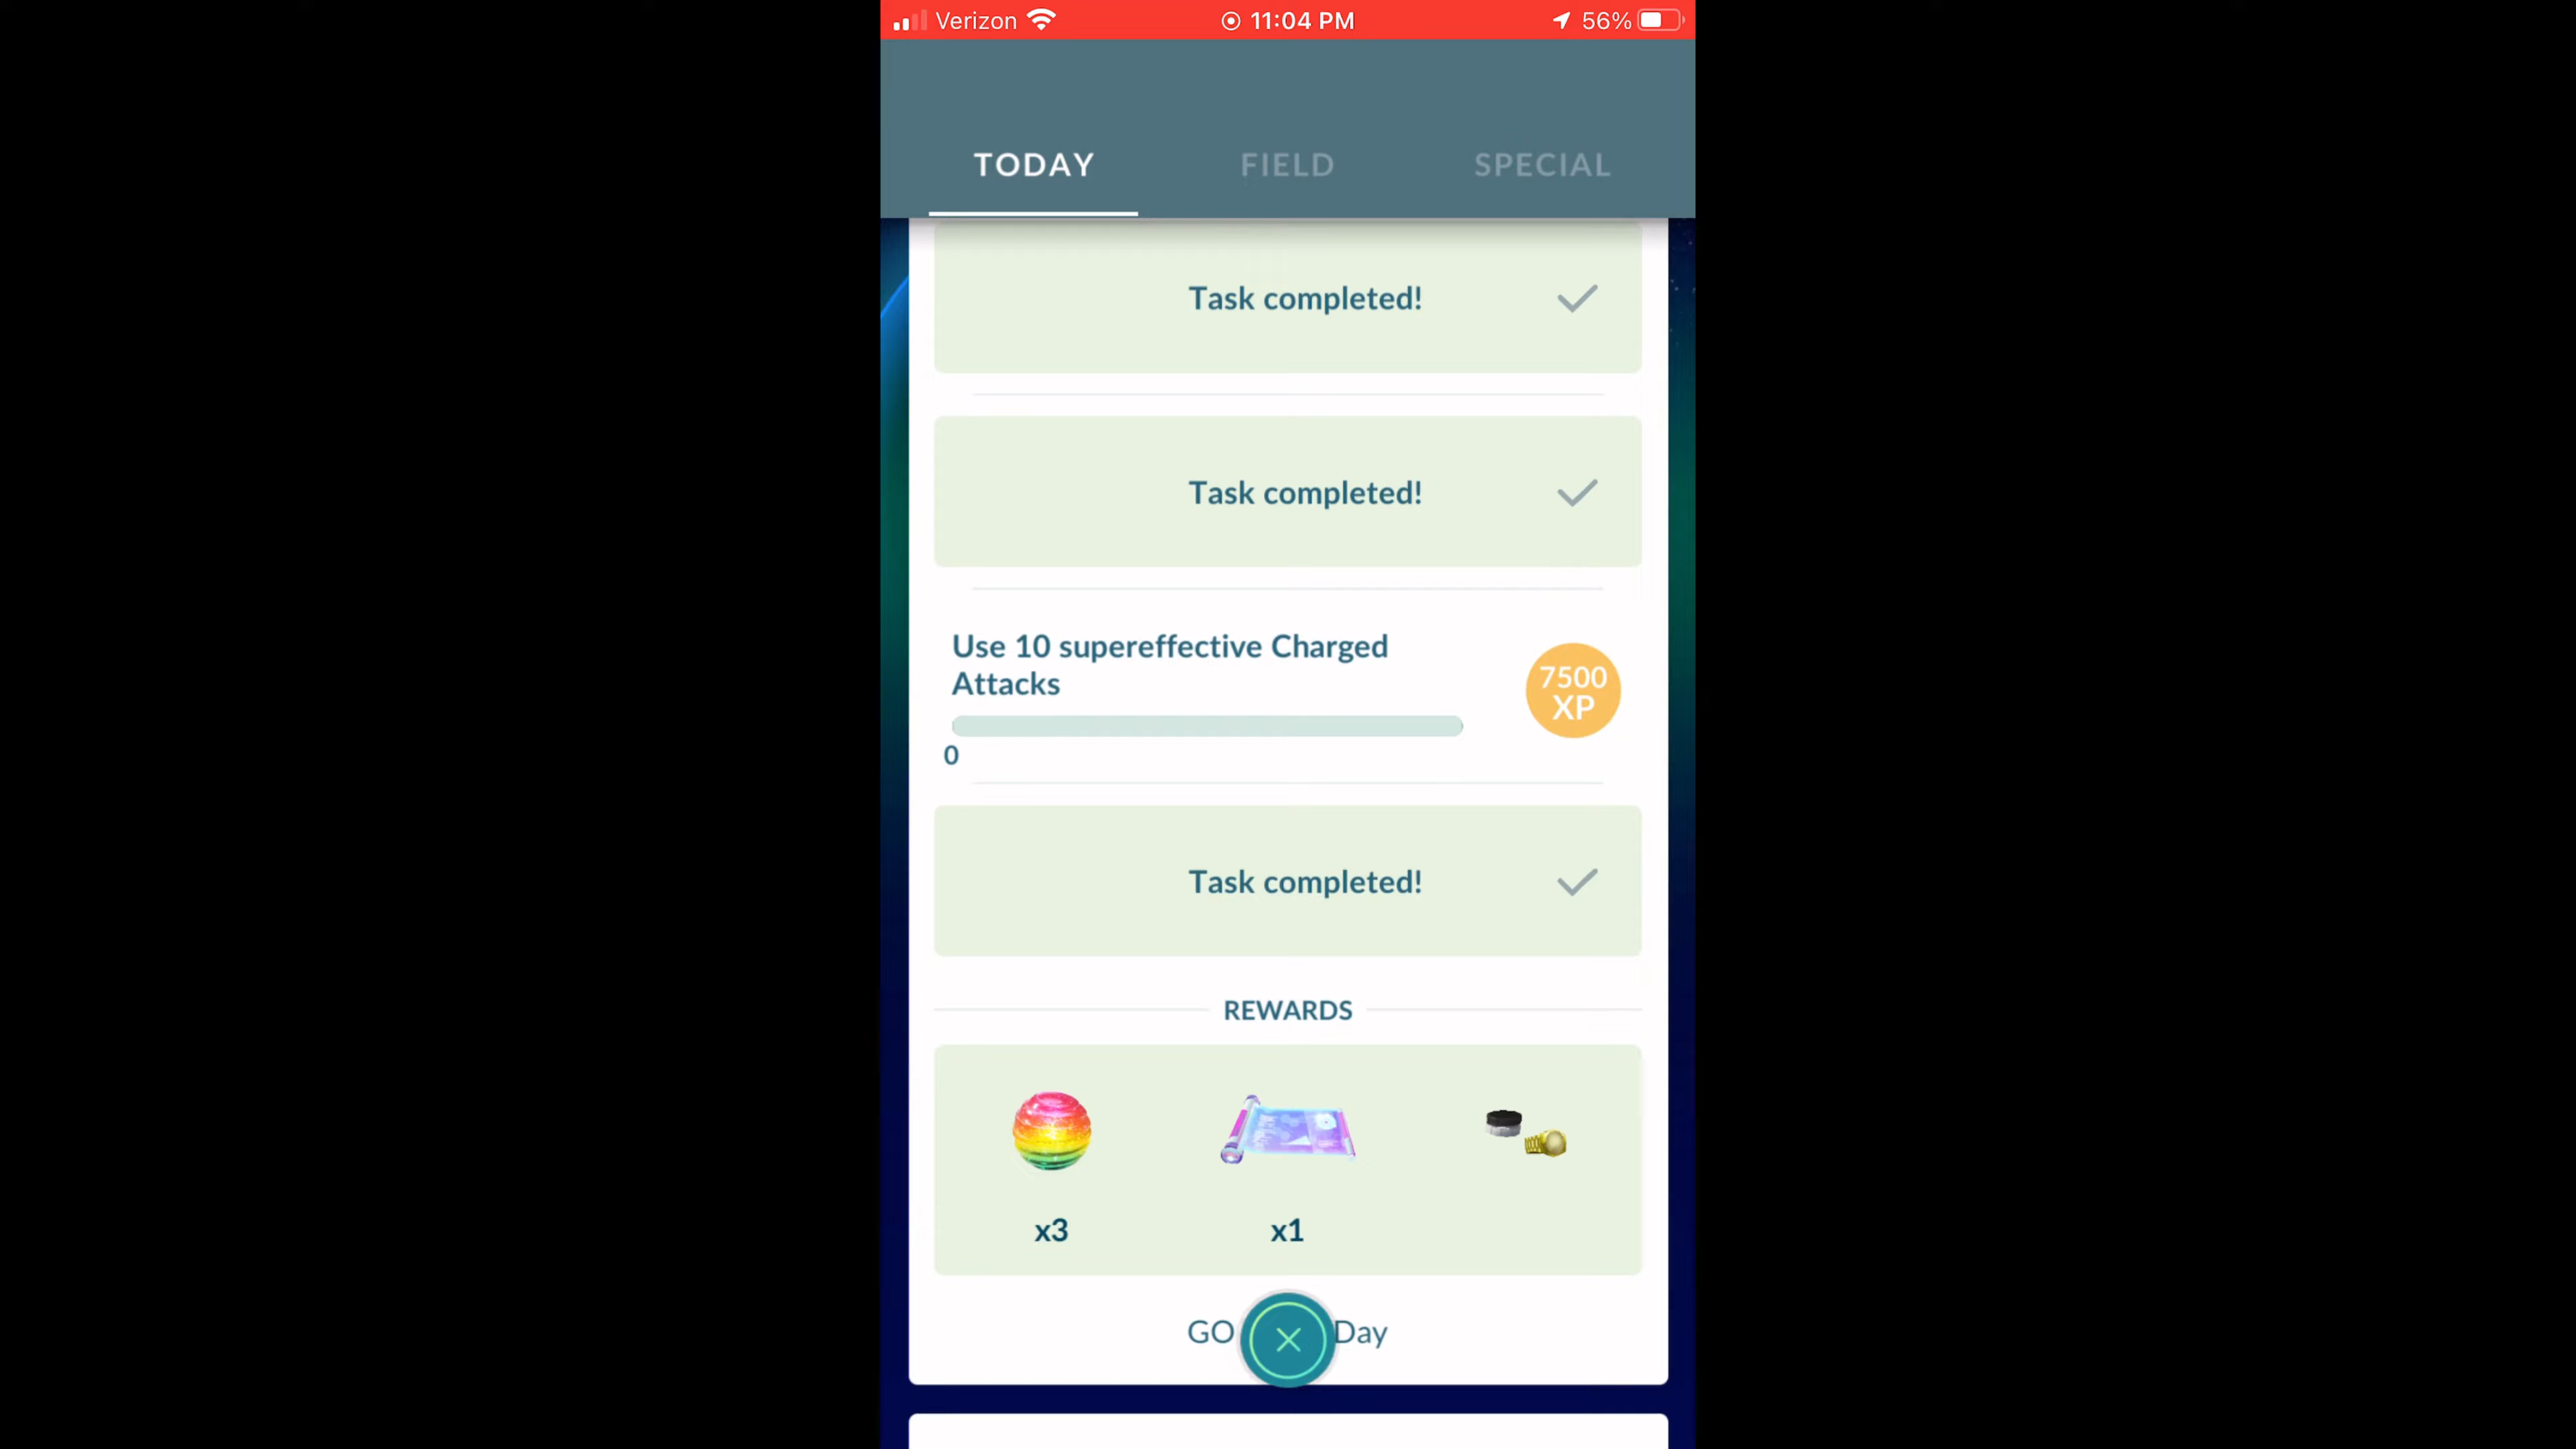 Verizon 11:04 PM 56%
TODAY FIELD SPECIAL
Task completed!
Task completed!
Use 10 supereffective Charged
Attacks
7500
XP
0
Task completed!
REWARDS
x3 x1
GO Day